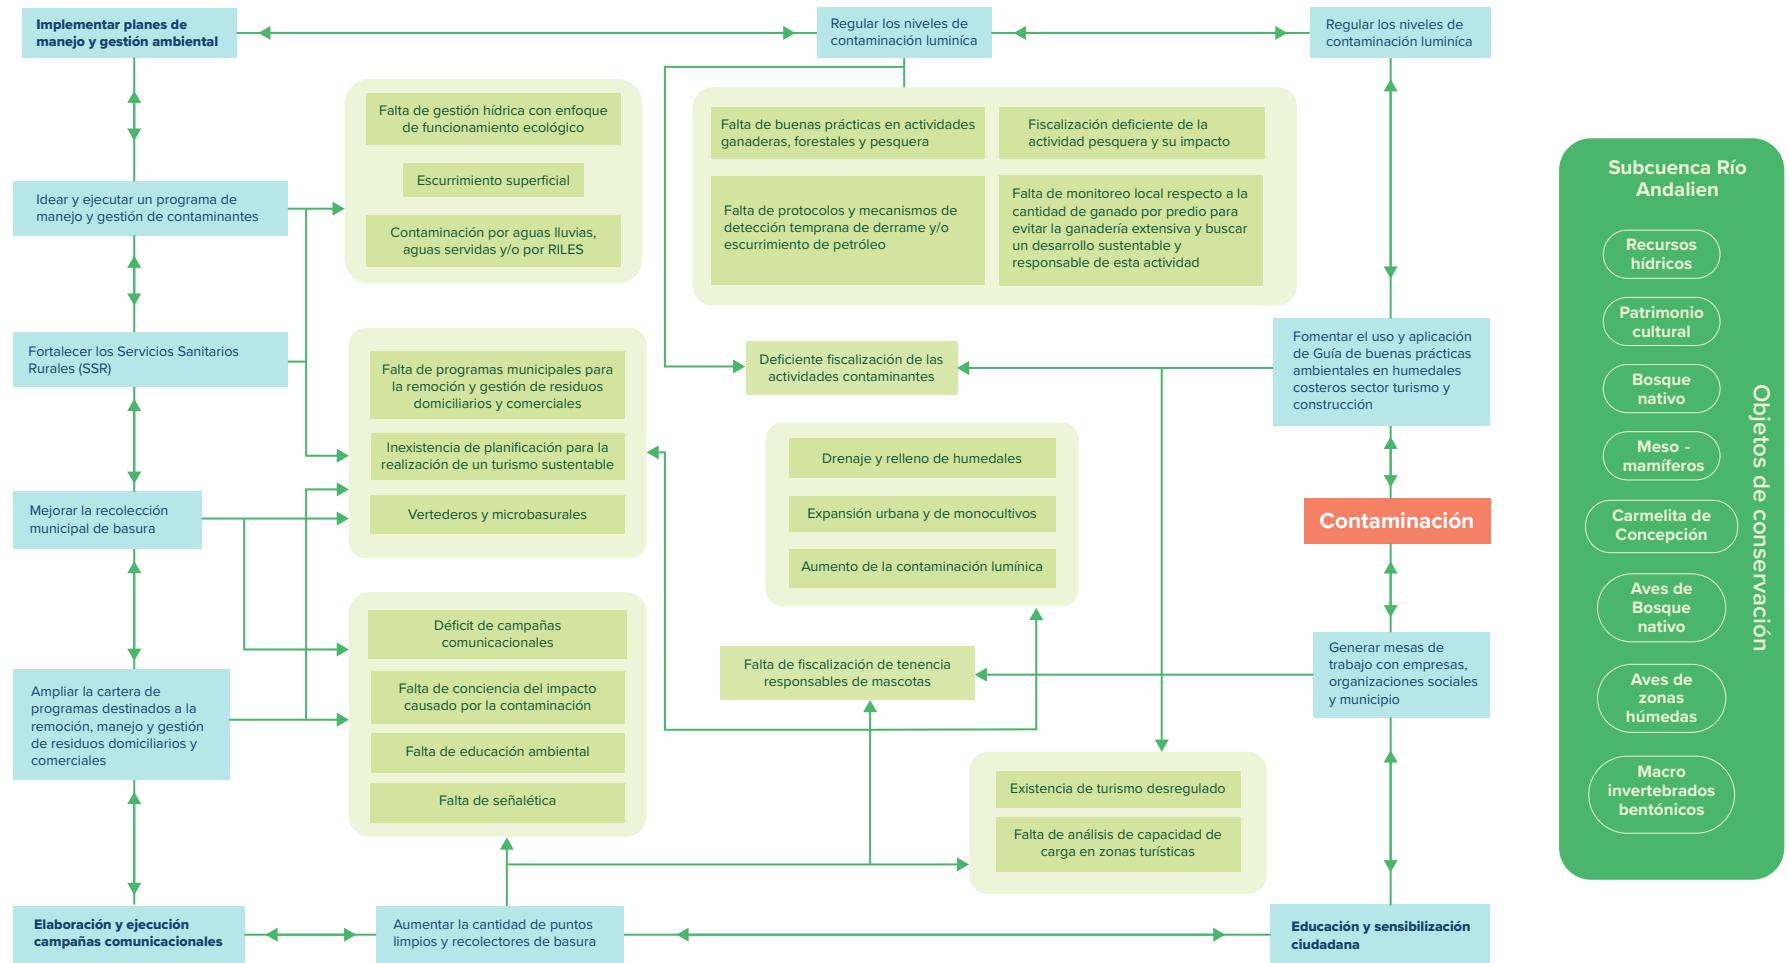 Implementar planes de
manejo y gestión ambiental
Regular los niveles de
contaminación luminíca
Regular los niveles de
contaminación luminíca
Falta de gestión hídrica con enfoque
de funcionamiento ecológico
Escurrimiento superficial
Contaminación por aguas lluvias,
aguas servidas y/o por RILES
Falta de buenas prácticas en actividades
ganaderas, forestales y pesquera
Fiscalización deficiente de la
actividad pesquera y su impacto
Falta de protocolos y mecanismos de
detección temprana de derrame y/o
escurrimiento de petróleo
Falta de monitoreo local respecto a la
cantidad de ganado por predio para
evitar la ganadería extensiva y buscar
un desarrollo sustentable y
responsable de esta actividad
Idear y ejecutar un programa de
manejo y gestión de contaminantes
Fortalecer los Servicios Sanitarios
Rurales (SSR)
Falta de programas municipales para
la remoción y gestión de residuos
domiciliarios y comerciales
Inexistencia de planificación para la
realización de un turismo sustentable
Vertederos y microbasurales
Deficiente fiscalización de las
actividades contaminantes
Fomentar el uso y aplicación
de Guía de buenas prácticas
ambientales en humedales
costeros sector turismo y
construcción
Drenaje y relleno de humedales
Expansión urbana y de monocultivos
Aumento de la contaminación lumínica
Mejorar la recolección
municipal de basura
Contaminación
Déficit de campañas
comunicacionales
Falta de conciencia del impacto
causado por la contaminación
Falta de educación ambiental
Falta de señalética
Falta de fiscalización de tenencia
responsables de mascotas
Generar mesas de
trabajo con empresas,
organizaciones sociales
y municipio
Ampliar la cartera de
programas destinados a la
remoción, manejo y gestión
de residuos domiciliarios y
comerciales
Existencia de turismo desregulado
Falta de análisis de capacidad de
carga en zonas turísticas
Elaboración y ejecución
campañas comunicacionales
Aumentar la cantidad de puntos
limpios y recolectores de basura
Educación y sensibilización
ciudadana
Subcuenca Río
Andalien
Recursos
hídricos
Patrimonio
cultural
Bosque
nativo
Meso -
mamíferos
Carmelita de
Concepción
Aves de
Bosque
nativo
Aves de
zonas
húmedas
Macro
invertebrados
bentónicos
Objetos de conservación